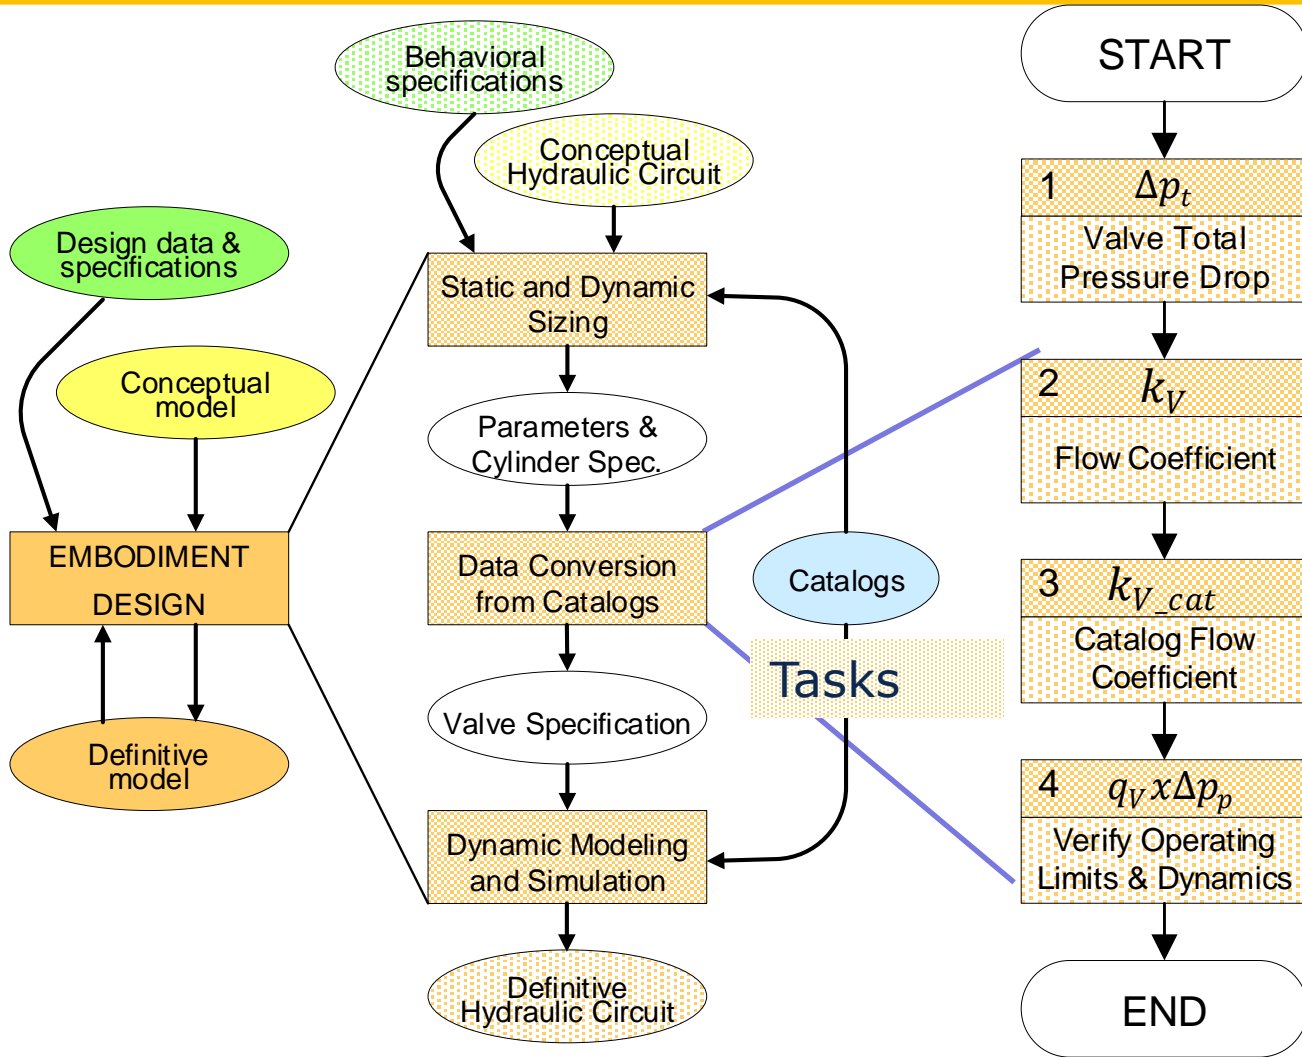 Behavioral
specifications
Conceptual
Hydraulic Circuit
Design data &
specifications
Conceptual
model
EMBODIMENT
DESIGN
Definitive
model
Static and Dynamic
Sizing
Parameters &
Cylinder Spec.
Data Conversion
from Catalogs
Catalogs
Tasks
Valve Specification
Dynamic Modeling
and Simulation
Definitive
Hydraulic Circuit
START
1 Δp_t
Valve Total
Pressure Drop
2 k_V
Flow Coefficient
3 k_{V_cat}
Catalog Flow
Coefficient
4 q_V x Δp_p
Verify Operating
Limits & Dynamics
END